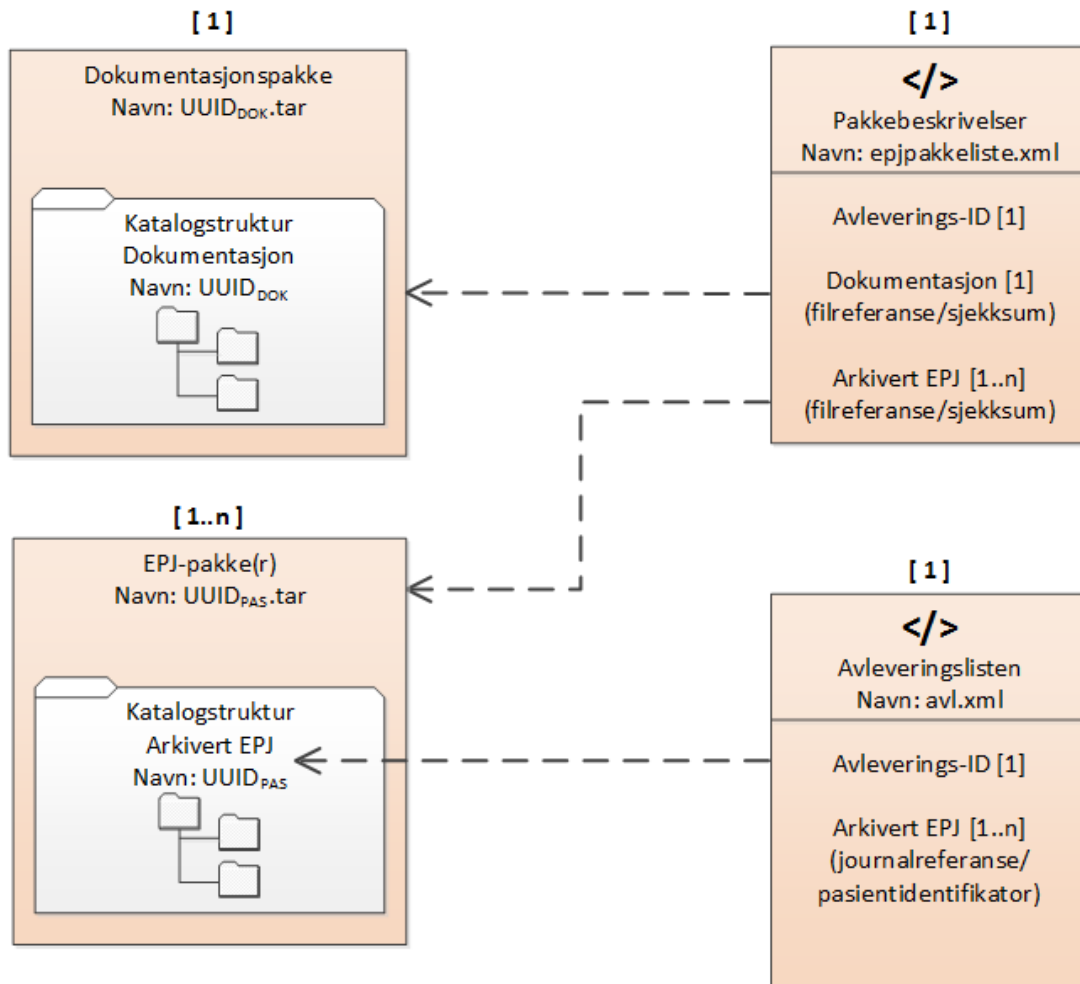 [ 1 ]
Dokumentasjonspakke
Navn: UUIDDOK.tar
Katalogstruktur
Dokumentasjon
Navn: UUIDDOK
[ 1..n ]
EPJ-pakke(r)
Navn: UUIDPAS.tar
Katalogstruktur
Arkivert EPJ
Navn: UUIDPAS
[ 1 ]
</>
Pakkebeskrivelser
Navn: epjpakkeliste.xml
Avleverings-ID [1]
Dokumentasjon [1]
(filreferanse/sjekksum)
Arkivert EPJ [1..n]
(filreferanse/sjekksum)
[ 1 ]
</>
Avleveringslisten
Navn: avl.xml
Avleverings-ID [1]
Arkivert EPJ [1..n]
(journalreferanse/
pasientidentifikator)